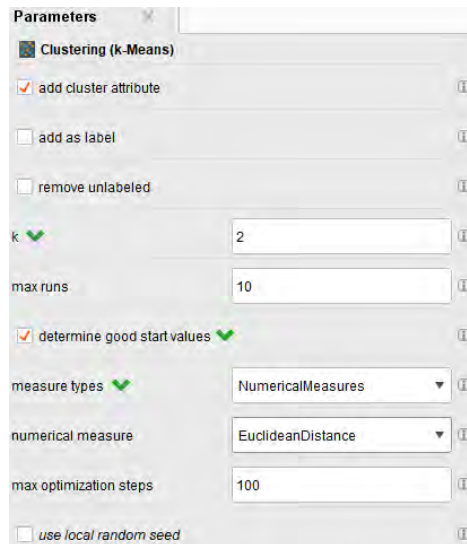 Parameters
Clustering (k-Means)
add cluster attribute
add as label
remove unlabeled
k 2
max runs 10
determine good start values
measure types NumericalMeasures
numerical measure EuclideanDistance
max optimization steps 100
use local random seed